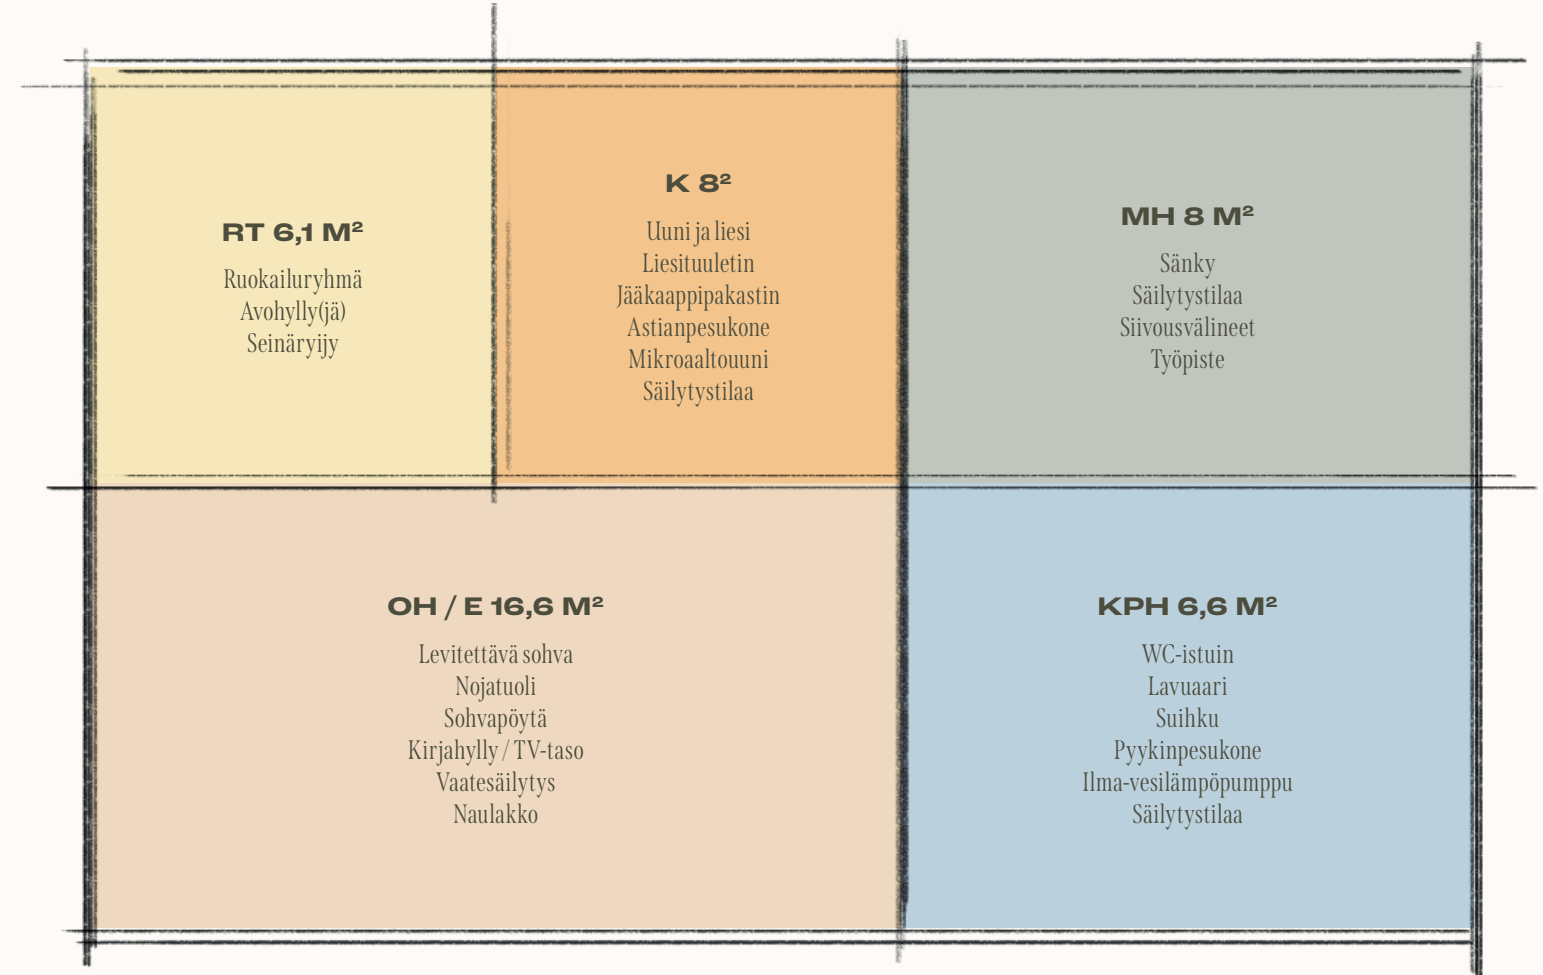 RT 6,1 M²
Ruokailuryhmä
Avohylly(jä)
Seinäryijy
K 8²
Uuni ja liesi
Liesituuletin
Jääkaappipakastin
Astianpesukone
Mikroaaltouuni
Säilytystilaa
MH 8 M²
Sänky
Säilytystilaa
Siivousvälineet
Työpiste
OH / E 16,6 M²
Levitettävä sohva
Nojatuoli
Sohvapöytä
Kirjahylly / TV-taso
Vaatesäilytys
Naulakko
KPH 6,6 M²
WC-istuin
Lavuaari
Suihku
Pyykinpesukone
Ilma-vesilämpöpumppu
Säilytystilaa